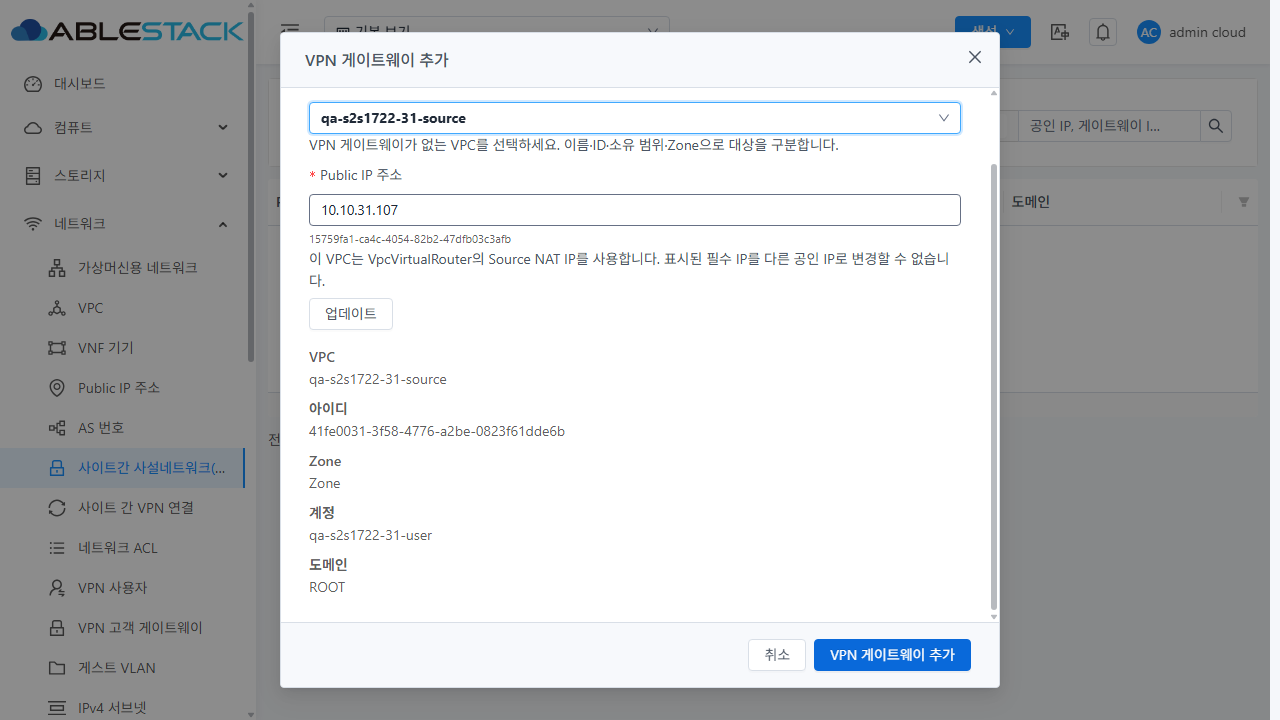 ABLESTACK
기본 보기
생성
AC
admin cloud
대시보드
컴퓨트
스토리지
네트워크
가상머신용 네트워크
VPC
VNF 기기
Public IP 주소
AS 번호
사이트간 사설네트워크(...
사이트 간 VPN 연결
네트워크 ACL
VPN 사용자
VPN 고객 게이트웨이
게스트 VLAN
IPv4 서브넷
공인 IP, 게이트웨이 I...
도메인
VPN 게이트웨이 추가
qa-s2s1722-31-source
VPN 게이트웨이가 없는 VPC를 선택하세요. 이름·ID·소유 범위·Zone으로 대상을 구분합니다.
* Public IP 주소
10.10.31.107
15759fa1-ca4c-4054-82b2-47dfb03c3afb
이 VPC는 VpcVirtualRouter의 Source NAT IP를 사용합니다. 표시된 필수 IP를 다른 공인 IP로 변경할 수 없습니
다.
업데이트
VPC
qa-s2s1722-31-source
아이디
41fe0031-3f58-4776-a2be-0823f61dde6b
Zone
Zone
계정
qa-s2s1722-31-user
도메인
ROOT
취소
VPN 게이트웨이 추가